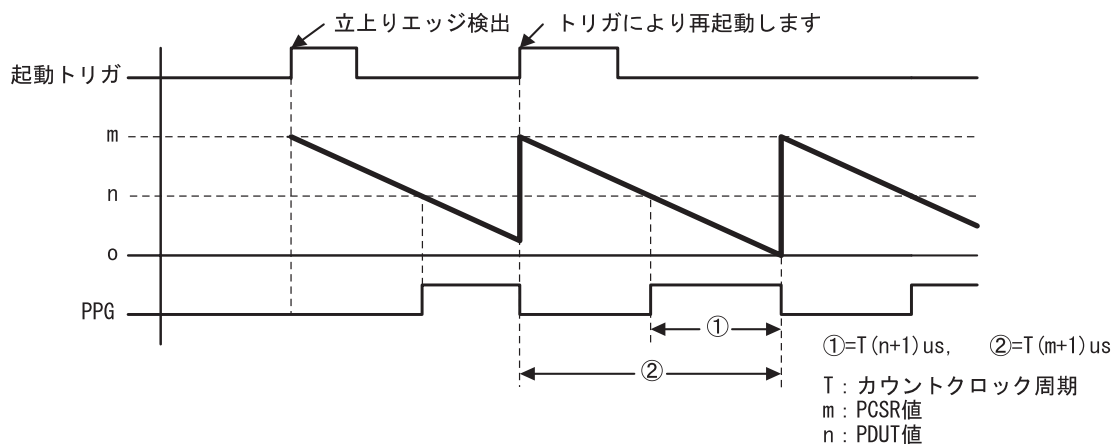 立上りエッジ検出
トリガにより再起動します
起動トリガ
m
n
o
PPG
①
②
①=T(n+1)us,　②=T(m+1)us
T：カウントクロック周期
m：PCSR値
n：PDUT値